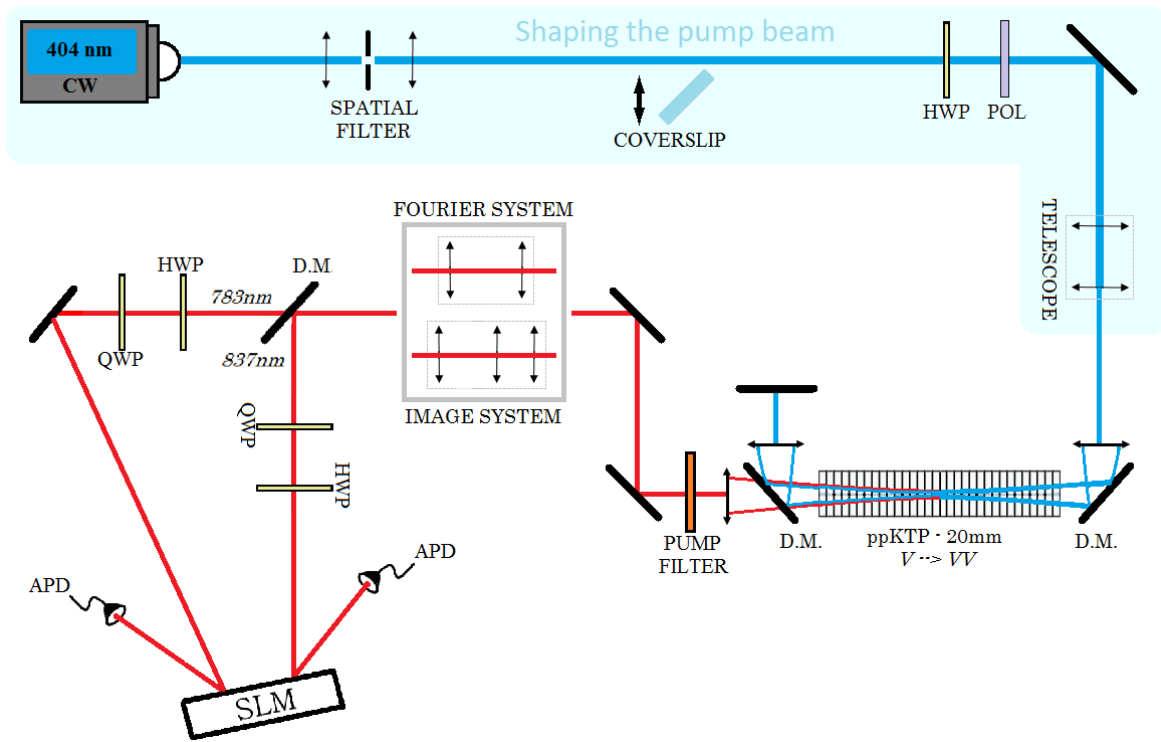 404 nm
CW
Shaping the pump beam
SPATIAL
FILTER
COVERSLIP
HWP
POL
TELESCOPE
FOURIER SYSTEM
IMAGE SYSTEM
D.M.
HWP
783nm
QWP
837nm
QWP
HWP
PUMP
FILTER
D.M.
ppKTP - 20mm
V --> VV
D.M.
APD
APD
SLM